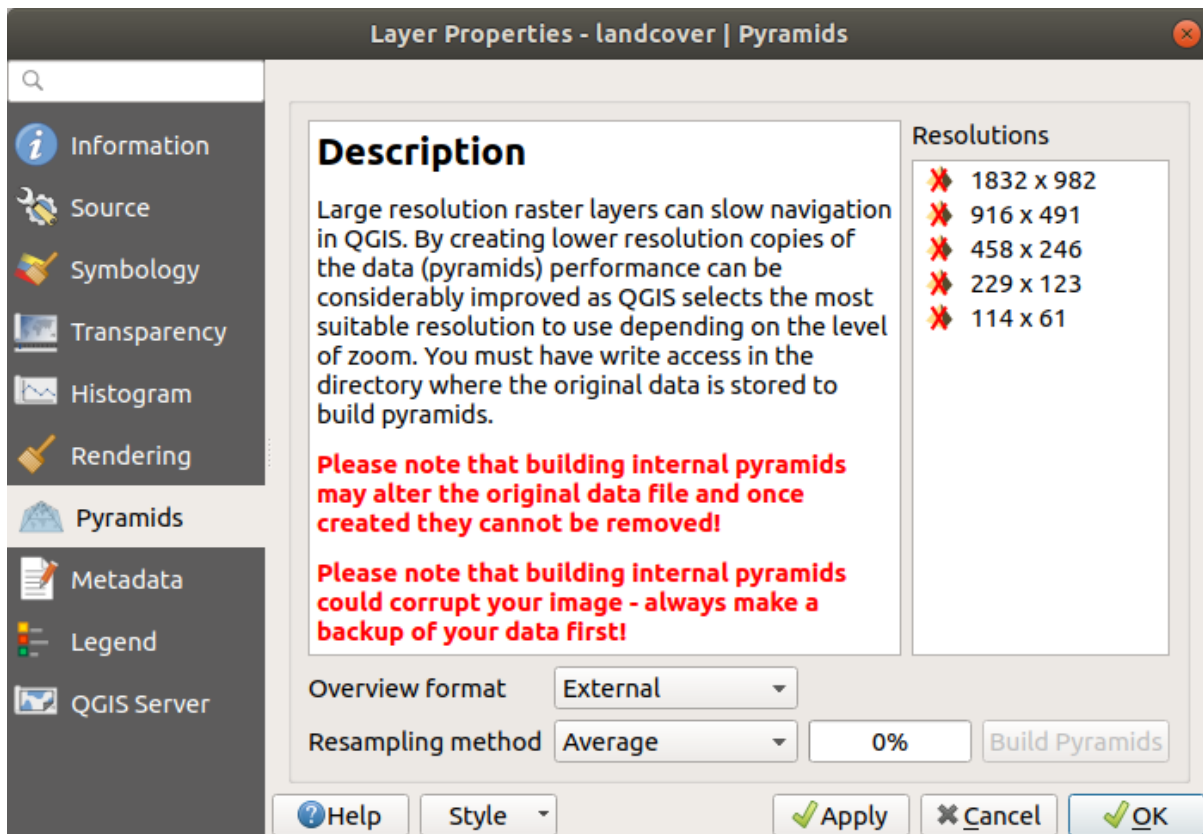 Layer Properties - landcover | Pyramids
Information
Source
Symbology
Transparency
Histogram
Rendering
Pyramids
Metadata
Legend
QGIS Server
Description
Large resolution raster layers can slow navigation
in QGIS. By creating lower resolution copies of
the data (pyramids) performance can be
considerably improved as QGIS selects the most
suitable resolution to use depending on the level
of zoom. You must have write access in the
directory where the original data is stored to
build pyramids.
Please note that building internal pyramids
may alter the original data file and once
created they cannot be removed!
Please note that building internal pyramids
could corrupt your image - always make a
backup of your data first!
Resolutions
1832 x 982
916 x 491
458 x 246
229 x 123
114 x 61
Overview format External
Resampling method Average 0% Build Pyramids
Help Style Apply Cancel OK